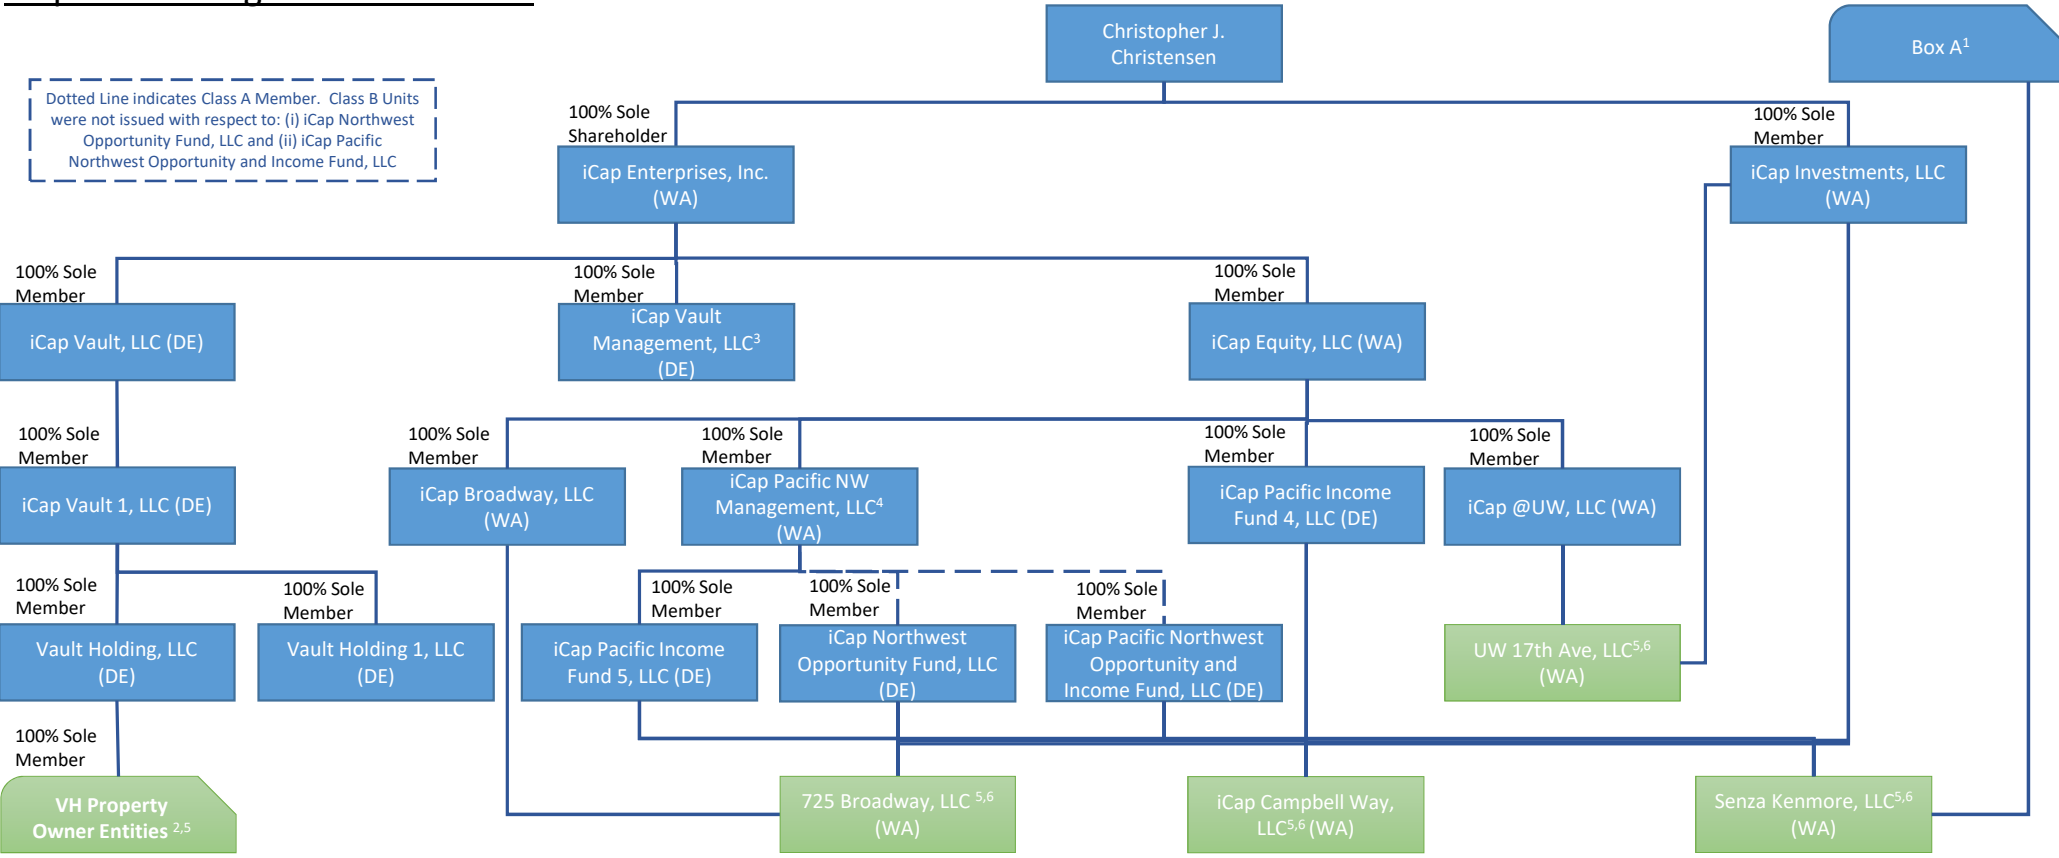 Christopher J.
Christensen
Box A¹
Dotted Line indicates Class A Member.  Class B Units
were not issued with respect to: (i) iCap Northwest
Opportunity Fund, LLC and (ii) iCap Pacific
Northwest Opportunity and Income Fund, LLC
100% Sole
Shareholder
100% Sole
Member
iCap Enterprises, Inc.
(WA)
iCap Investments, LLC
(WA)
100% Sole
Member
100% Sole
Member
100% Sole
Member
iCap Vault, LLC (DE)
iCap Vault
Management, LLC³
(DE)
iCap Equity, LLC (WA)
100% Sole
Member
100% Sole
Member
100% Sole
Member
100% Sole
Member
100% Sole
Member
iCap Vault 1, LLC (DE)
iCap Broadway, LLC
(WA)
iCap Pacific NW
Management, LLC⁴
(WA)
iCap Pacific Income
Fund 4, LLC (DE)
iCap @UW, LLC (WA)
100% Sole
Member
100% Sole
Member
100% Sole
Member
100% Sole
Member
100% Sole
Member
Vault Holding, LLC
(DE)
Vault Holding 1, LLC
(DE)
iCap Pacific Income
Fund 5, LLC (DE)
iCap Northwest
Opportunity Fund, LLC
(DE)
iCap Pacific Northwest
Opportunity and
Income Fund, LLC (DE)
UW 17th Ave, LLC⁵,⁶
(WA)
100% Sole
Member
VH Property
Owner Entities ²,⁵
725 Broadway, LLC ⁵,⁶
(WA)
iCap Campbell Way,
LLC⁵,⁶ (WA)
Senza Kenmore, LLC⁵,⁶
(WA)